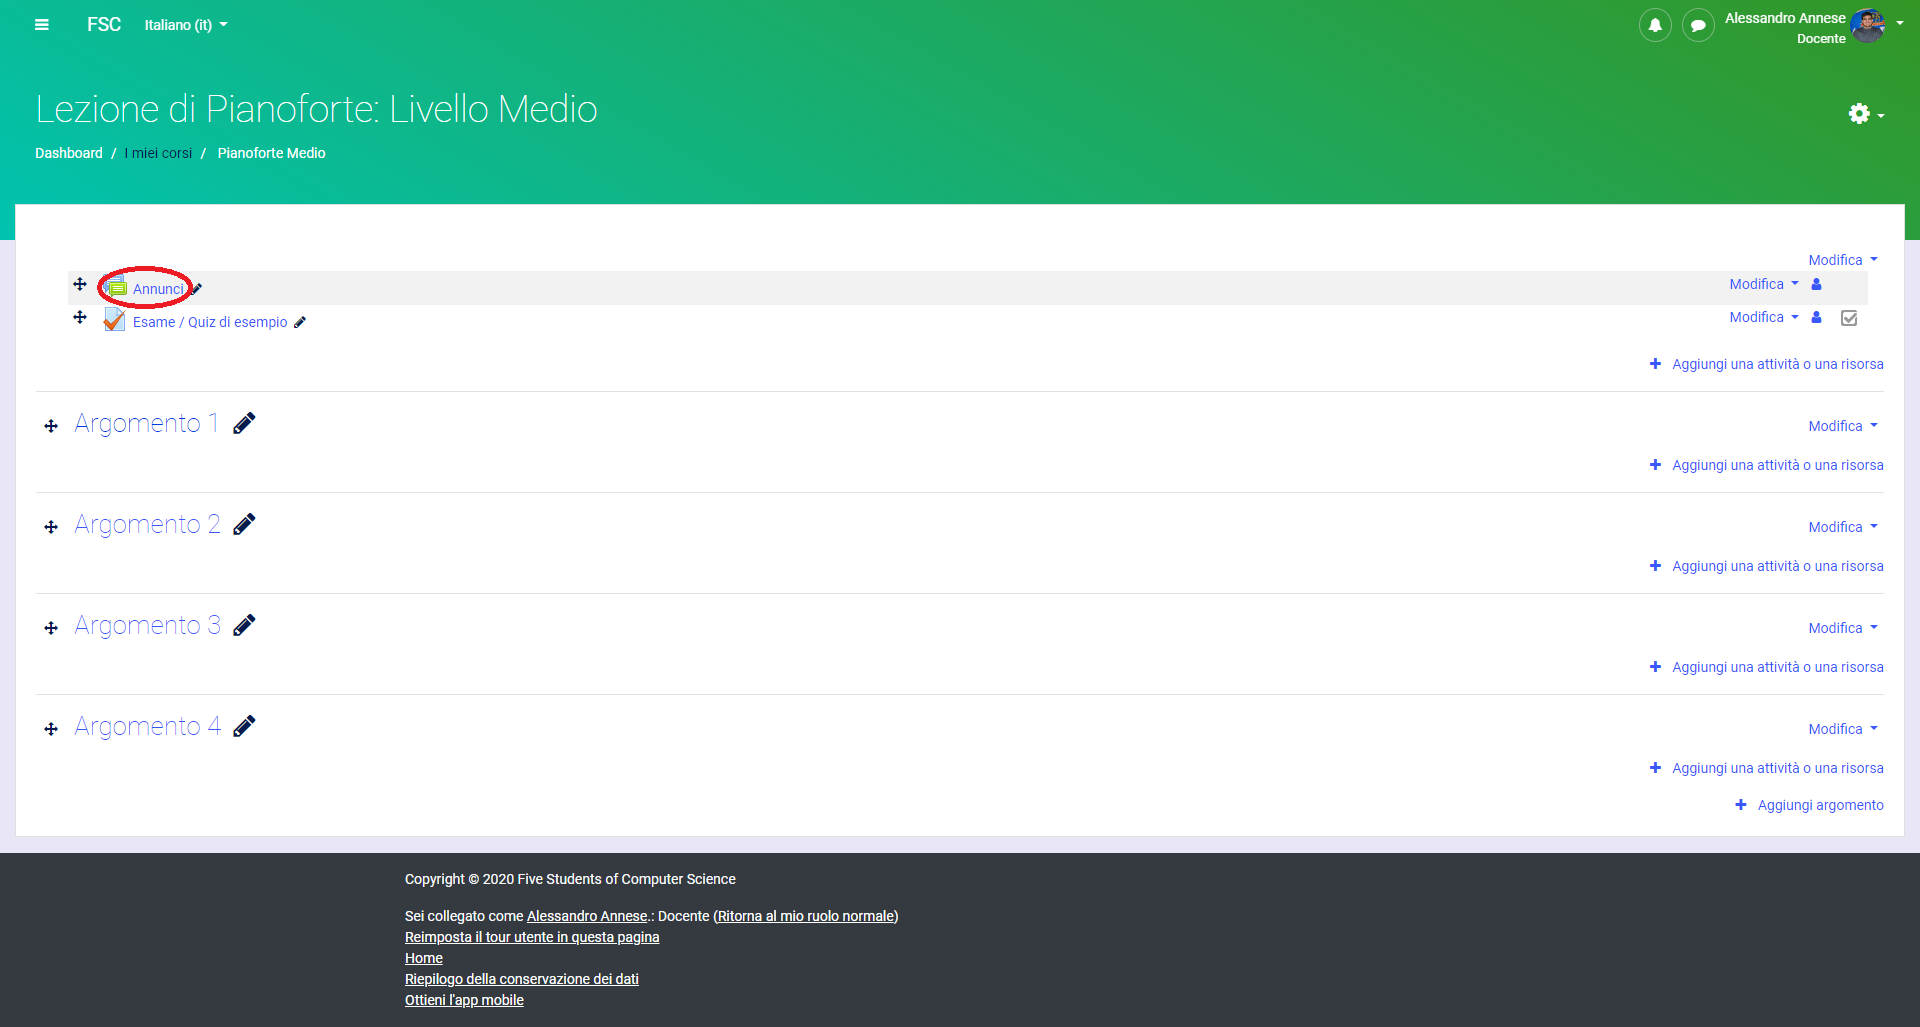 FSC Italiano (it) Alessandro Annese
Docente
Lezione di Pianoforte: Livello Medio
Dashboard / I miei corsi / Pianoforte Medio
Modifica
Annunci Modifica
Esame / Quiz di esempio Modifica
Aggiungi una attività o una risorsa
Argomento 1 Modifica
Aggiungi una attività o una risorsa
Argomento 2 Modifica
Aggiungi una attività o una risorsa
Argomento 3 Modifica
Aggiungi una attività o una risorsa
Argomento 4 Modifica
Aggiungi una attività o una risorsa
Aggiungi argomento
Copyright © 2020 Five Students of Computer Science
Sei collegato come Alessandro Annese.: Docente (Ritorna al mio ruolo normale)
Reimposta il tour utente in questa pagina
Home
Riepilogo della conservazione dei dati
Ottieni l'app mobile